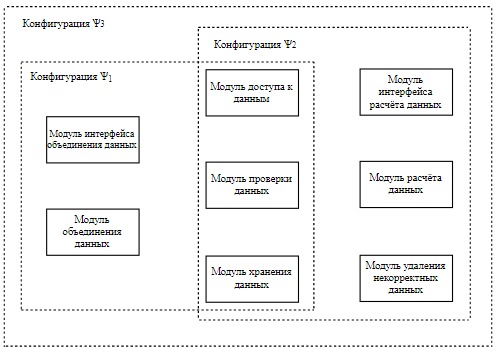 Конфигурация Ψ3
Конфигурация Ψ2
Конфигурация Ψ1
Модуль доступа к
данным
Модуль
интерфейса
расчёта данных
Модуль интерфейса
объединения данных
Модуль проверки
данных
Модуль расчёта
данных
Модуль
объединения
данных
Модуль хранения
данных
Модуль удаления
некорректных
данных